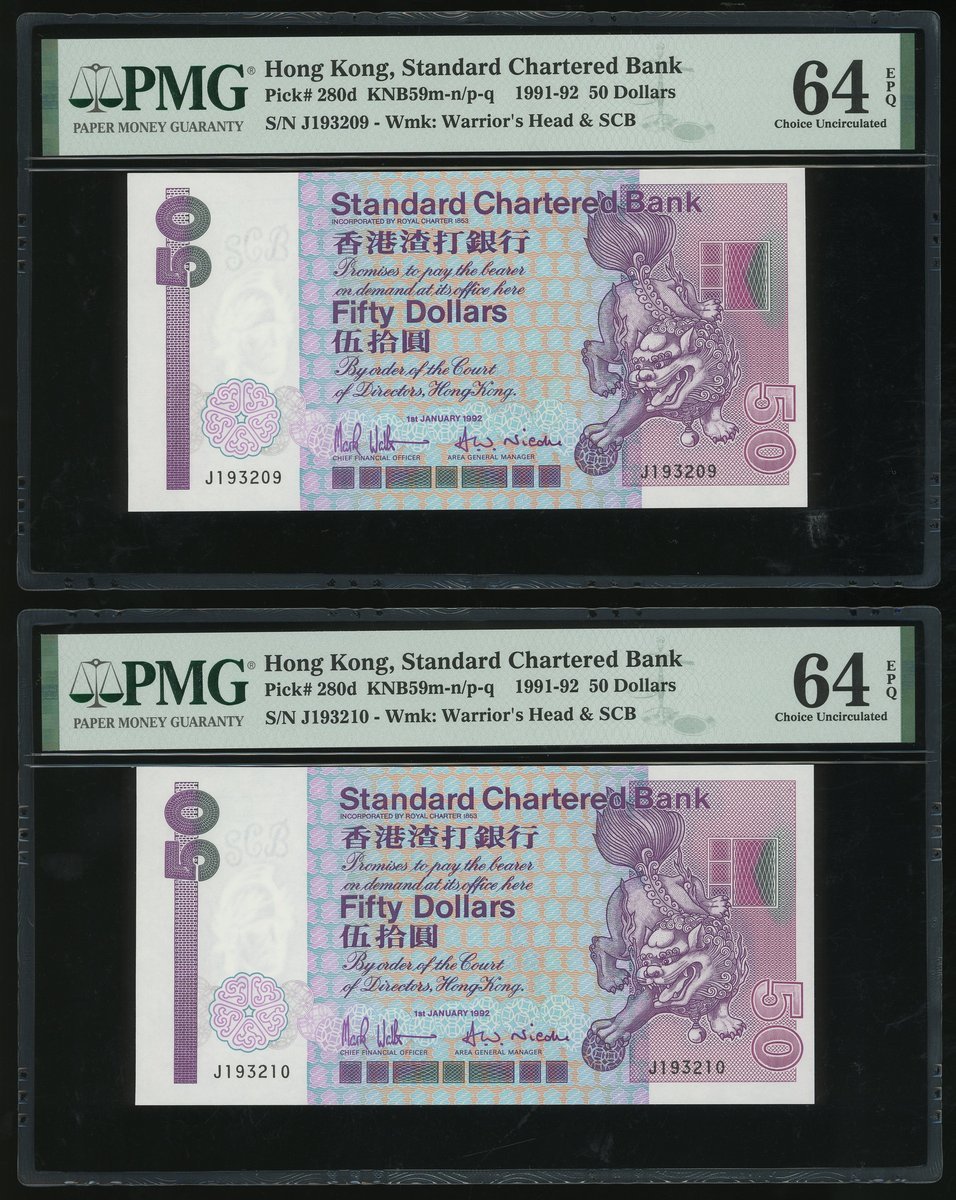 PMG®
PAPER MONEY GUARANTY
Hong Kong, Standard Chartered Bank
Pick# 280d KNB59m-n/p-q 1991-92 50 Dollars
S/N J193209 - Wmk: Warrior's Head & SCB
64 EPQ
Choice Uncirculated
50
SCB
Standard Chartered Bank
INCORPORATED BY ROYAL CHARTER 1853
香港渣打銀行
Promises to pay the bearer
on demand at its office here
Fifty Dollars
伍拾圓
By order of the Court
of Directors, Hong Kong.
1st JANUARY 1992
CHIEF FINANCIAL OFFICER
AREA GENERAL MANAGER
J193209
J193209
50
PMG®
PAPER MONEY GUARANTY
Hong Kong, Standard Chartered Bank
Pick# 280d KNB59m-n/p-q 1991-92 50 Dollars
S/N J193210 - Wmk: Warrior's Head & SCB
64 EPQ
Choice Uncirculated
50
SCB
Standard Chartered Bank
INCORPORATED BY ROYAL CHARTER 1853
香港渣打銀行
Promises to pay the bearer
on demand at its office here
Fifty Dollars
伍拾圓
By order of the Court
of Directors, Hong Kong.
1st JANUARY 1992
CHIEF FINANCIAL OFFICER
AREA GENERAL MANAGER
J193210
J193210
50